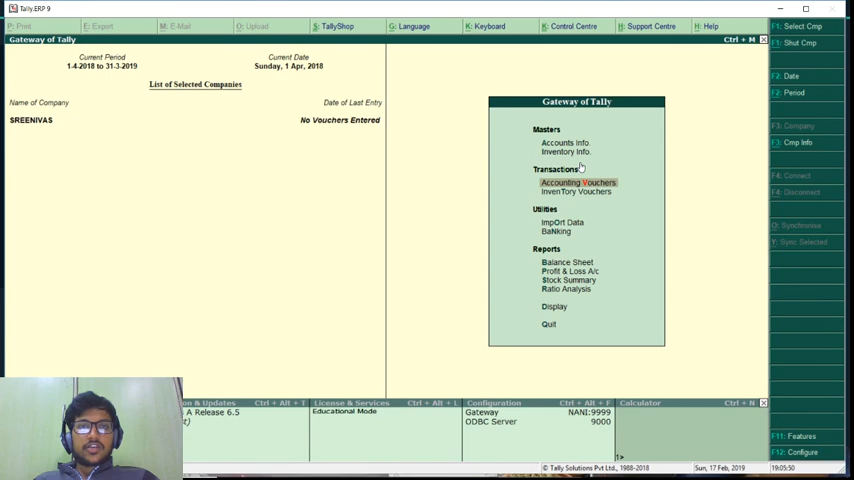 Tally.ERP 9
P: Print
E: Export
M: E-Mail
O: Upload
S: TallyShop
G: Language
K: Keyboard
K: Control Centre
H: Support Centre
H: Help
F1: Select Cmp
Gateway of Tally
Ctrl + M
F1: Shut Cmp
Current Period
1-4-2018 to 31-3-2019
Current Date
Sunday, 1 Apr, 2018
List of Selected Companies
Name of Company
Date of Last Entry
SREENIVAS
No Vouchers Entered
Gateway of Tally
Masters
Accounts Info.
Inventory Info.
Transactions
Accounting Vouchers
InvenTory Vouchers
Utilities
ImpOrt Data
BaNking
Reports
Balance Sheet
Profit & Loss A/c
Stock Summary
Ratio Analysis
Display
Quit
F2: Date
F2: Period
F3: Company
F3: Cmp Info
F4: Connect
F4: Disconnect
O: Synchronise
Y: Sync Selected
n & Updates
Ctrl + Alt + T
s A Release 6.5
License & Services
Ctrl + Alt + L
Educational Mode
Configuration
Ctrl + Alt + F
Gateway
NANI:9999
ODBC Server
9000
Calculator
Ctrl + N
1>
F11: Features
F12: Configure
© Tally Solutions Pvt Ltd., 1988-2018
Sun, 17 Feb, 2019
19:05:50